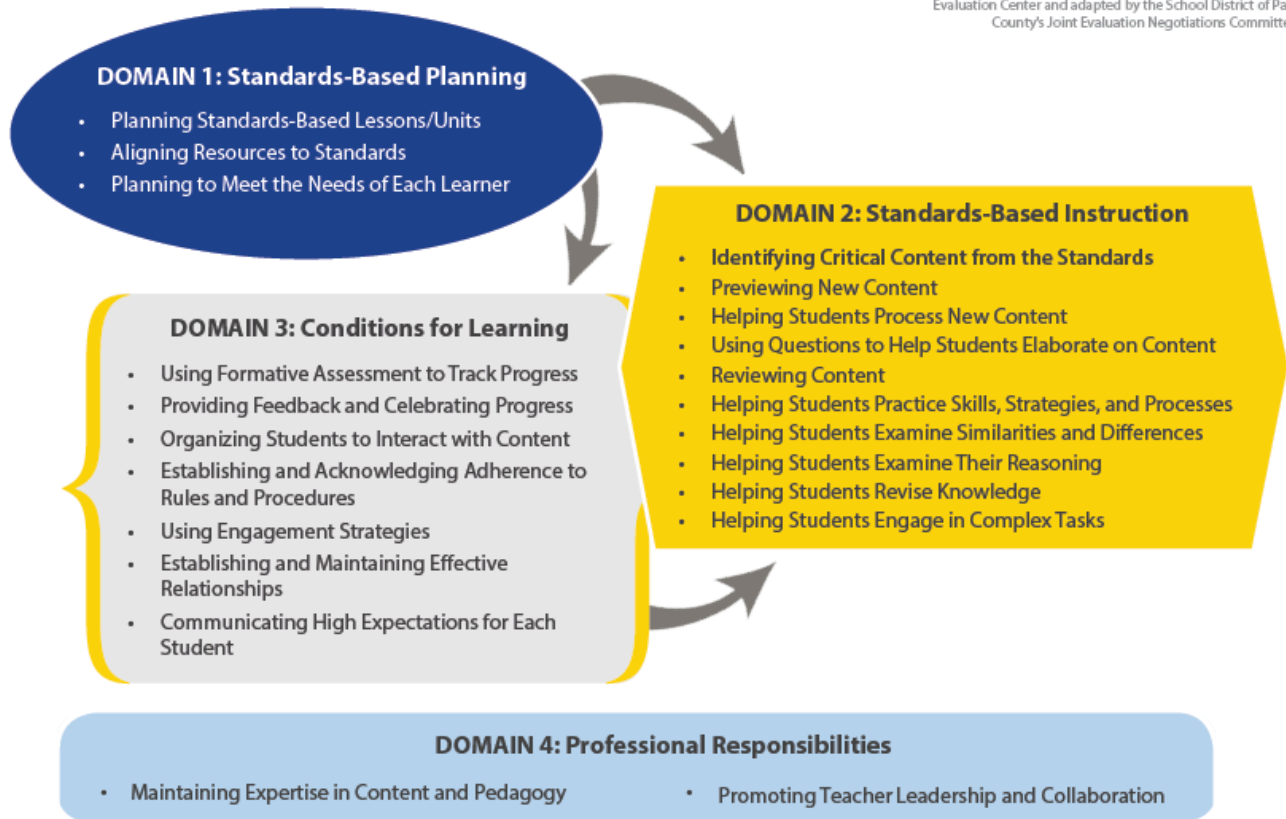 Evaluation Center and adapted by the School District of
County's Joint Evaluation Negotiations
DOMAIN 1: Standards-Based Planning
• Planning Standards-Based Lessons/Units
• Aligning Resources to Standards
• Planning to Meet the Needs of Each Learner
DOMAIN 2: Standards-Based Instruction
• Identifying Critical Content from the Standards
• Previewing New Content
• Helping Students Process New Content
• Using Questions to Help Students Elaborate on Content
• Reviewing Content
• Helping Students Practice Skills, Strategies, and Processes
• Helping Students Examine Similarities and Differences
• Helping Students Examine Their Reasoning
• Helping Students Revise Knowledge
• Helping Students Engage in Complex Tasks
DOMAIN 3: Conditions for Learning
• Using Formative Assessment to Track Progress
• Providing Feedback and Celebrating Progress
• Organizing Students to Interact with Content
• Establishing and Acknowledging Adherence to
Rules and Procedures
• Using Engagement Strategies
• Establishing and Maintaining Effective
Relationships
• Communicating High Expectations for Each
Student
DOMAIN 4: Professional Responsibilities
• Maintaining Expertise in Content and Pedagogy
• Promoting Teacher Leadership and Collaboration